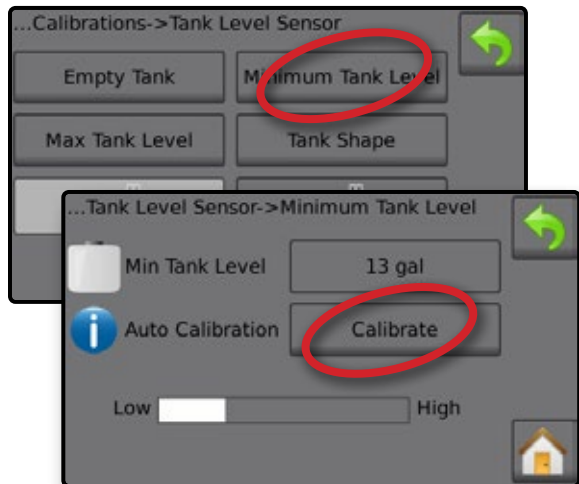 ...Calibrations->Tank Level Sensor
Empty Tank
Minimum Tank Level
Max Tank Level
Tank Shape
...Tank Level Sensor->Minimum Tank Level
Min Tank Level
13 gal
Auto Calibration
Calibrate
Low
High